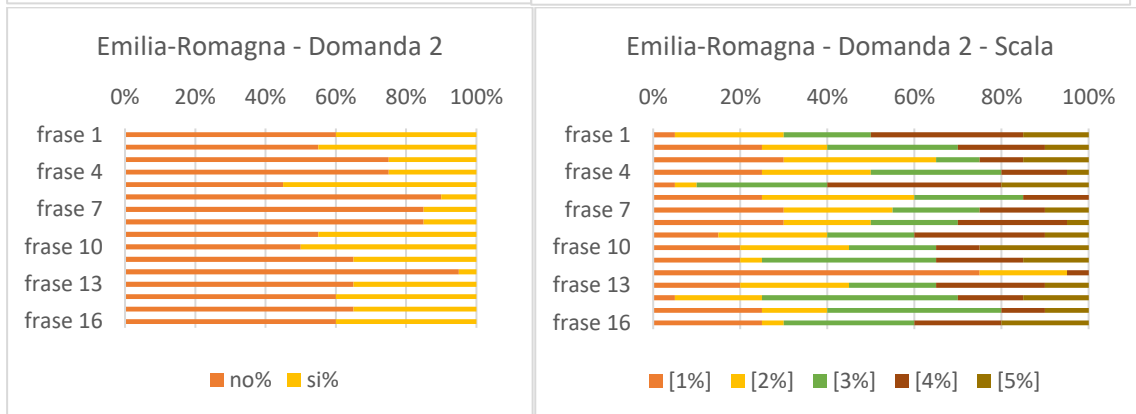 Emilia-Romagna - Domanda 2
0% 20% 40% 60% 80% 100%
frase 1
frase 4
frase 7
frase 10
frase 13
frase 16
no% si%
Emilia-Romagna - Domanda 2 - Scala
0% 20% 40% 60% 80% 100%
frase 1
frase 4
frase 7
frase 10
frase 13
frase 16
[1%] [2%] [3%] [4%] [5%]